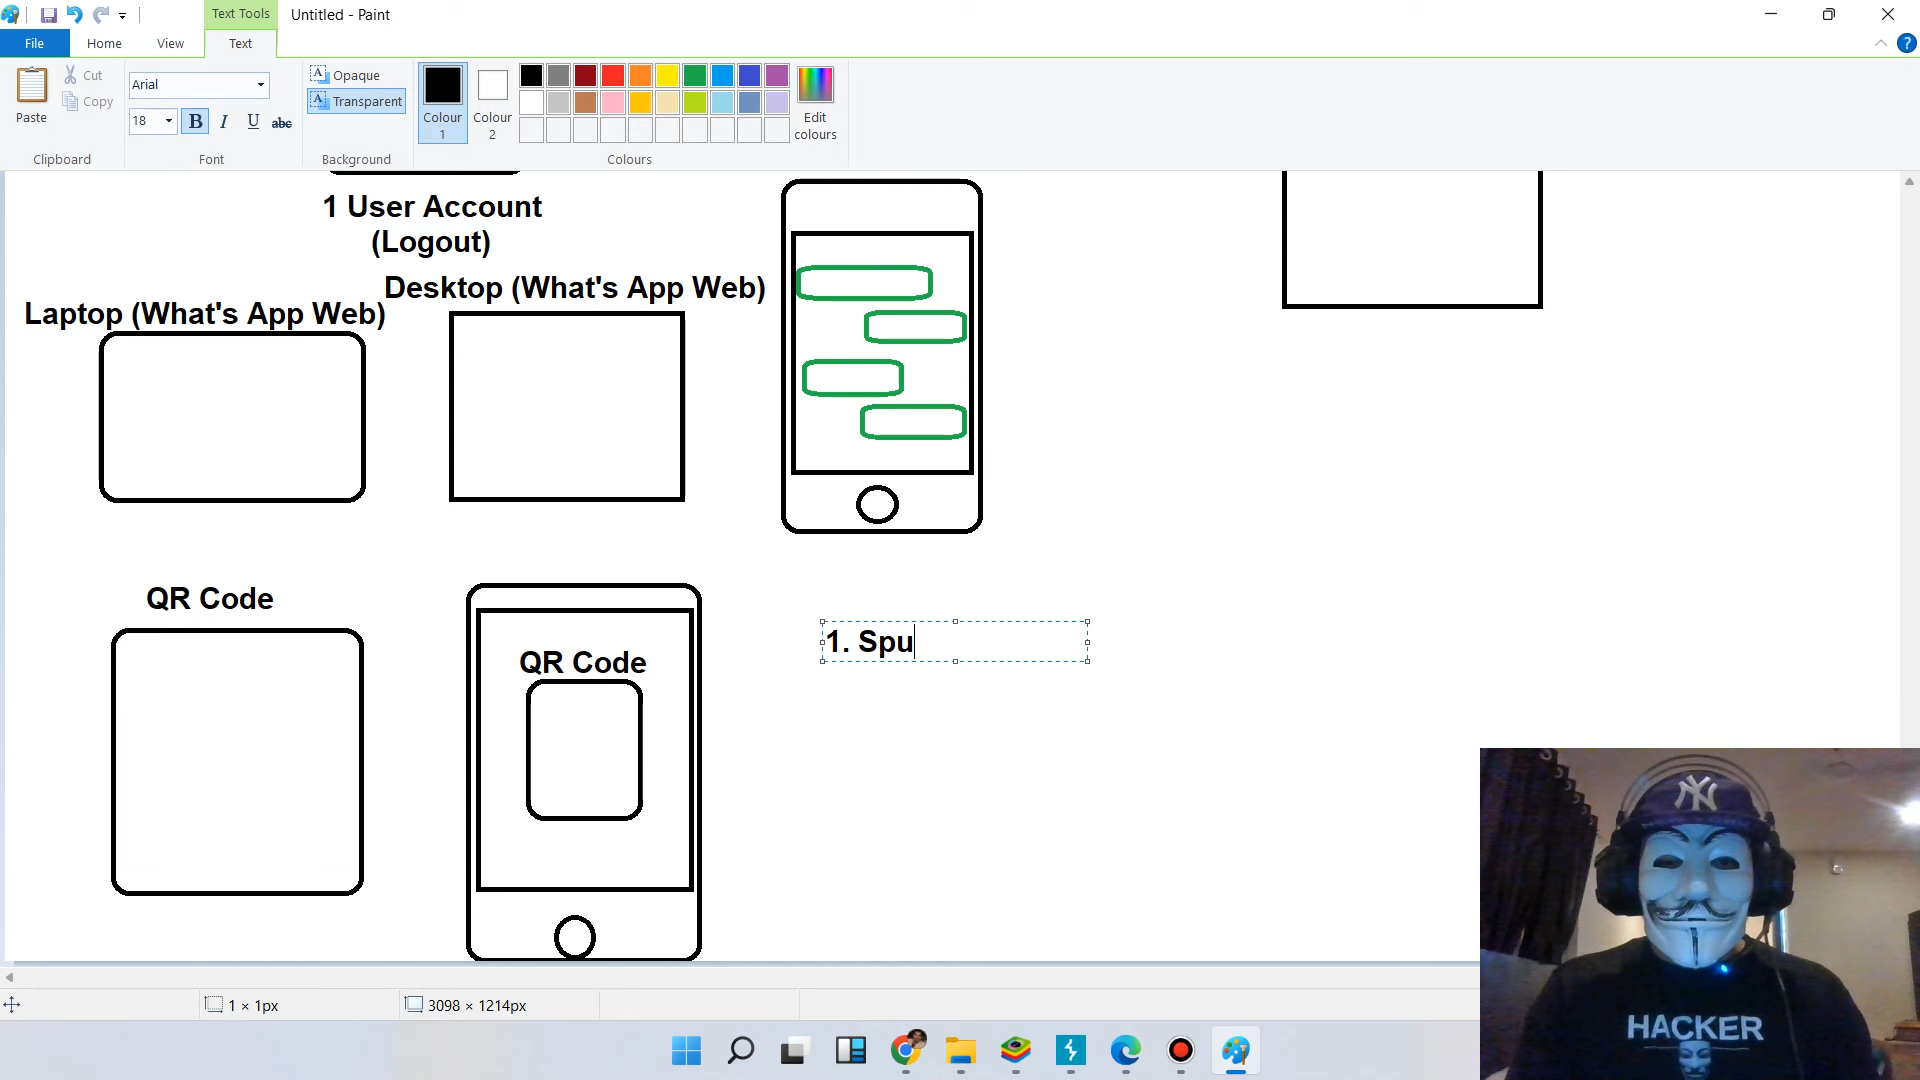 Text Tools
Untitled - Paint
File
Home
View
Text
Paste
Cut
Copy
Clipboard
Arial
18
B
I
U
abc
Font
A Opaque
A Transparent
Background
Colour 1
Colour 2
Edit colours
Colours
1 User Account
(Logout)
Desktop (What's App Web)
Laptop (What's App Web)
QR Code
QR Code
1. Spu
1 × 1px
3098 × 1214px
NY
HACKER